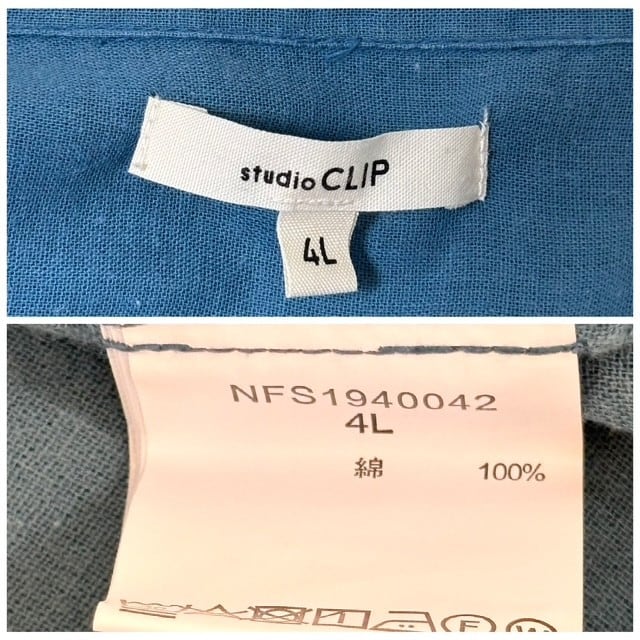 studio CLIP
4L
NFS1940042
4L
綿 100%
F W